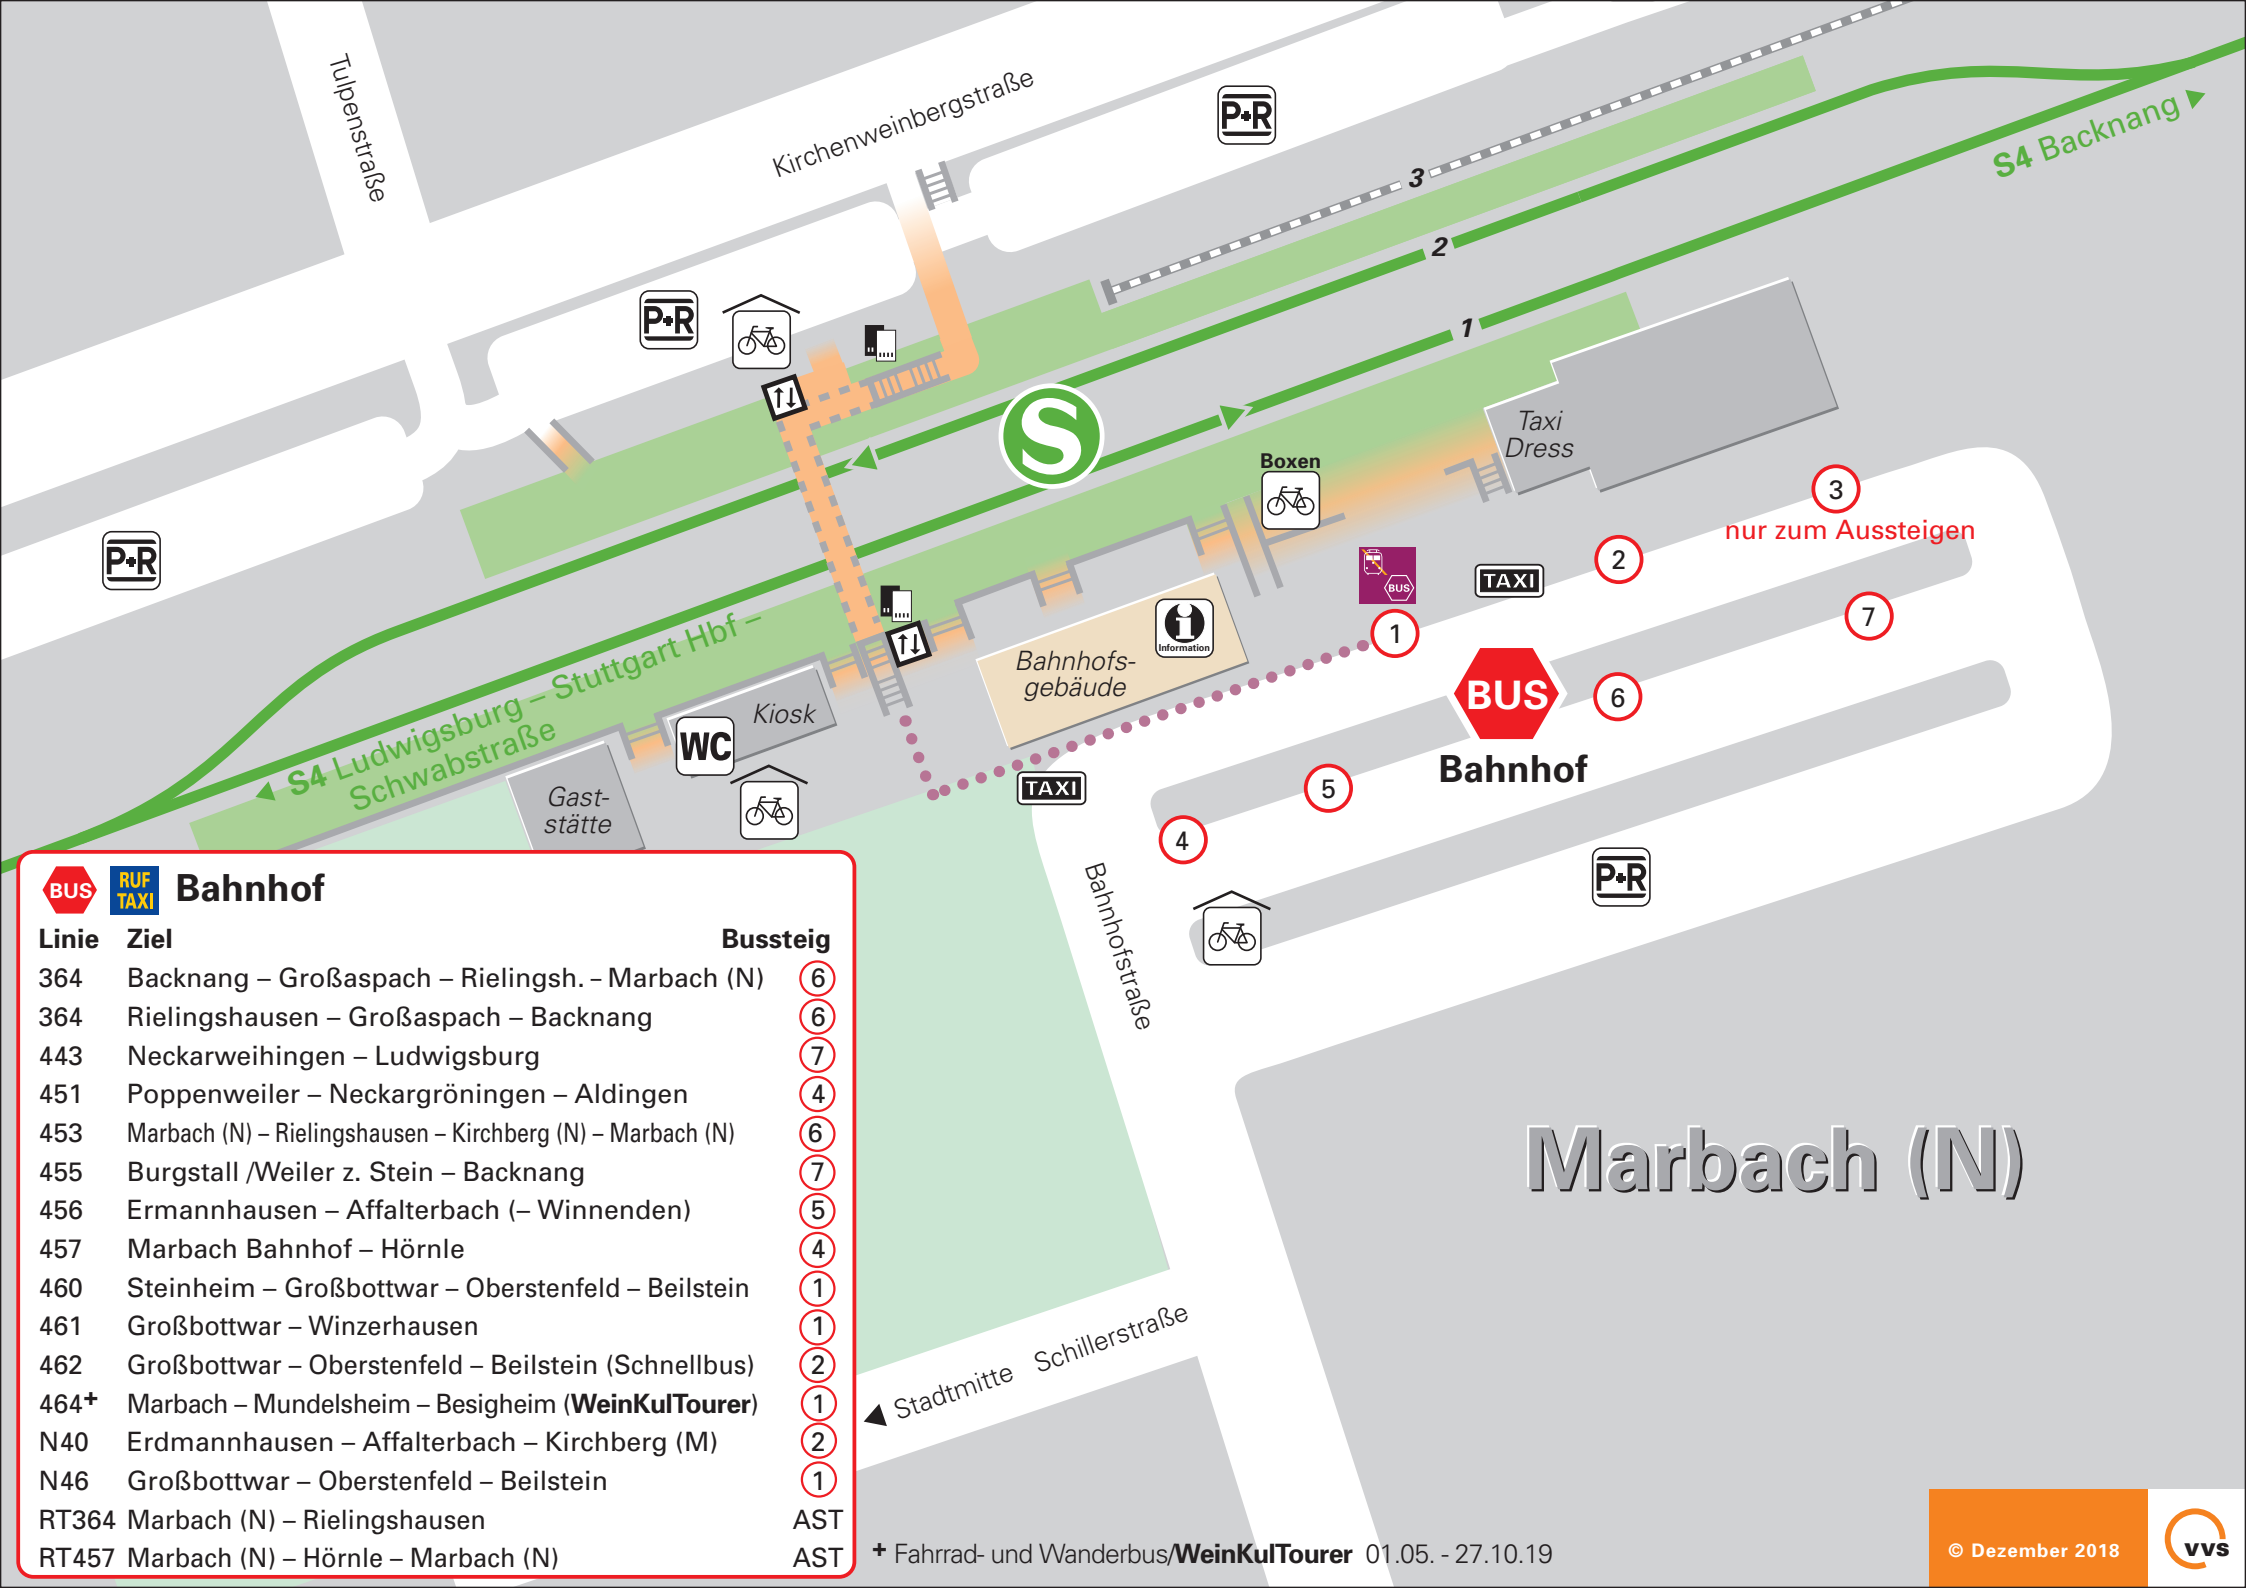 Tulpenstraße
Kirchenweinbergstraße
P+R
S4 Backnang
3
2
1
P+R
P+R
S
Taxi
Dress
Boxen
3
nur zum Aussteigen
2
TAXI
BUS
1
7
Information
Bahnhofs-
gebäude
BUS
Bahnhof
6
5
4
TAXI
P+R
Kiosk
WC
Gast-
stätte
S4 Ludwigsburg – Stuttgart Hbf –
Schwabstraße
Bahnhofstraße
Marbach (N)
Schillerstraße
Stadtmitte
BUS RUF TAXI Bahnhof
Linie Ziel Bussteig
364 Backnang – Großaspach – Rielingsh. – Marbach (N) 6
364 Rielingshausen – Großaspach – Backnang 6
443 Neckarweihingen – Ludwigsburg 7
451 Poppenweiler – Neckargröningen – Aldingen 4
453 Marbach (N) – Rielingshausen – Kirchberg (N) – Marbach (N) 6
455 Burgstall /Weiler z. Stein – Backnang 7
456 Ermannhausen – Affalterbach (– Winnenden) 5
457 Marbach Bahnhof – Hörnle 4
460 Steinheim – Großbottwar – Oberstenfeld – Beilstein 1
461 Großbottwar – Winzerhausen 1
462 Großbottwar – Oberstenfeld – Beilstein (Schnellbus) 2
464+ Marbach – Mundelsheim – Besigheim (WeinKulTourer) 1
N40 Erdmannhausen – Affalterbach – Kirchberg (M) 2
N46 Großbottwar – Oberstenfeld – Beilstein 1
RT364 Marbach (N) – Rielingshausen AST
RT457 Marbach (N) – Hörnle – Marbach (N) AST
+ Fahrrad- und Wanderbus/WeinKulTourer 01.05. - 27.10.19
© Dezember 2018
vvs